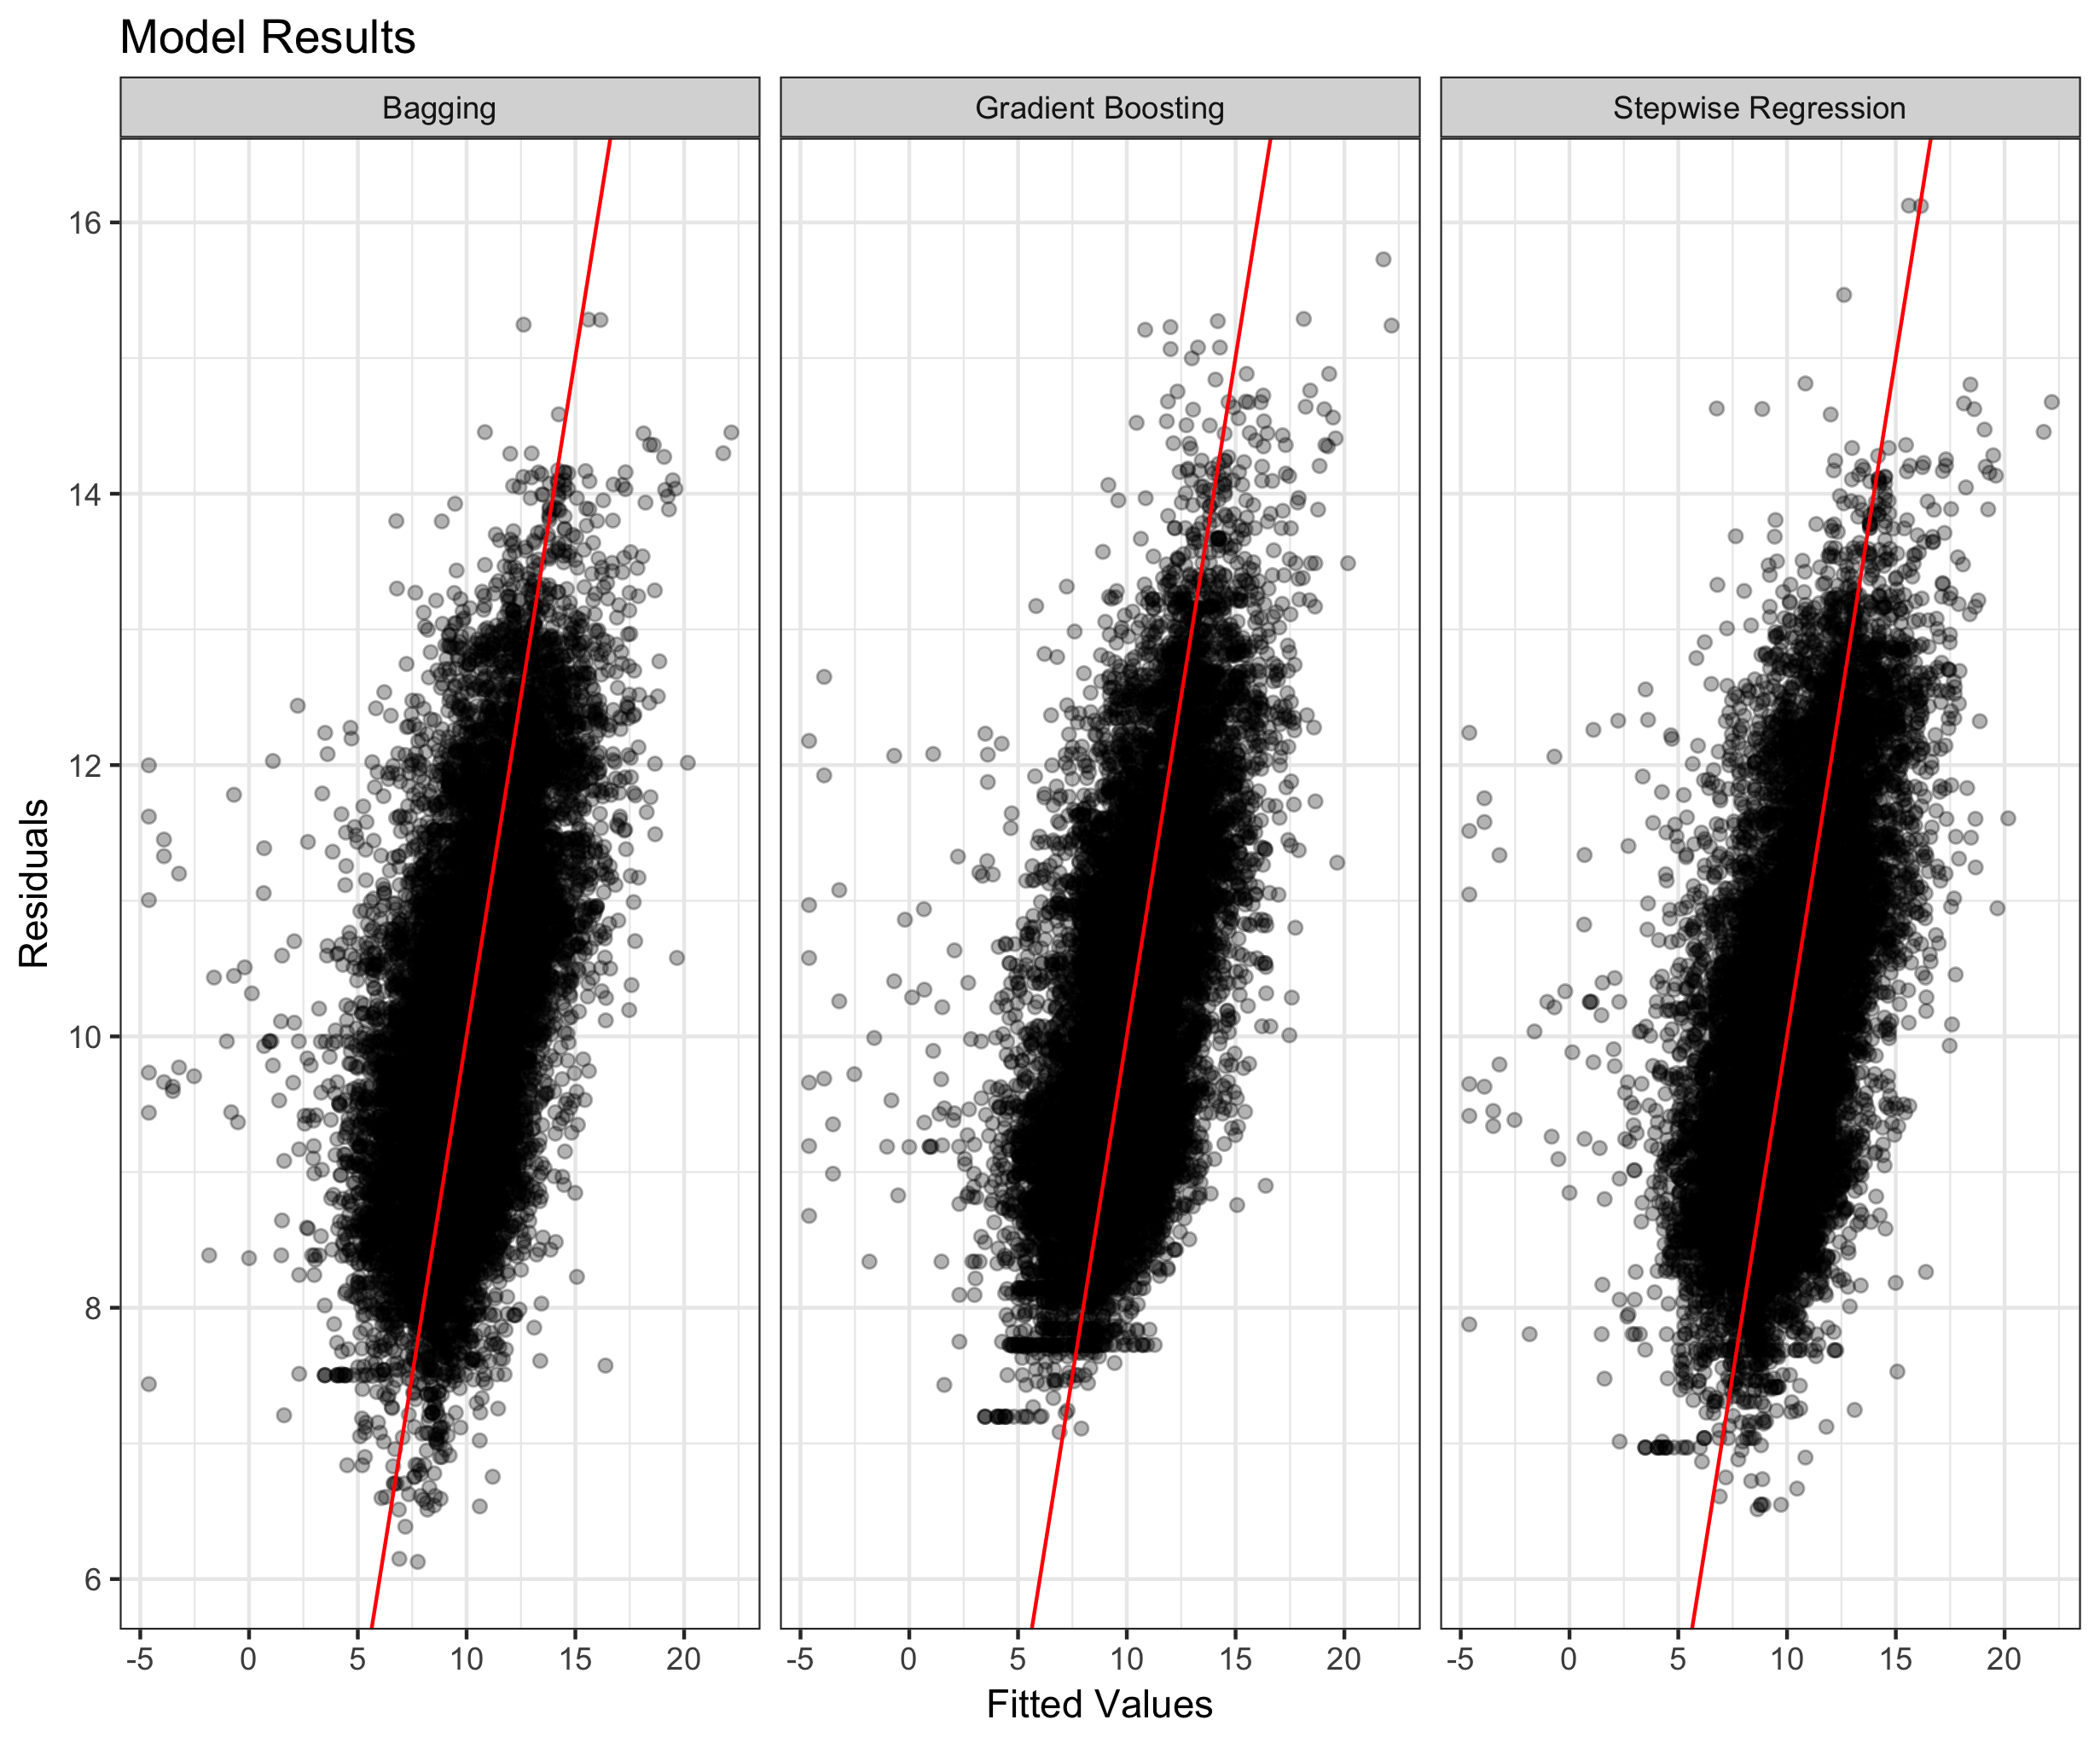 Model Results
Bagging
Gradient Boosting
Stepwise Regression
16
14
12
10
8
6
Residuals
-5 0 5 10 15 20
-5 0 5 10 15 20
-5 0 5 10 15 20
Fitted Values